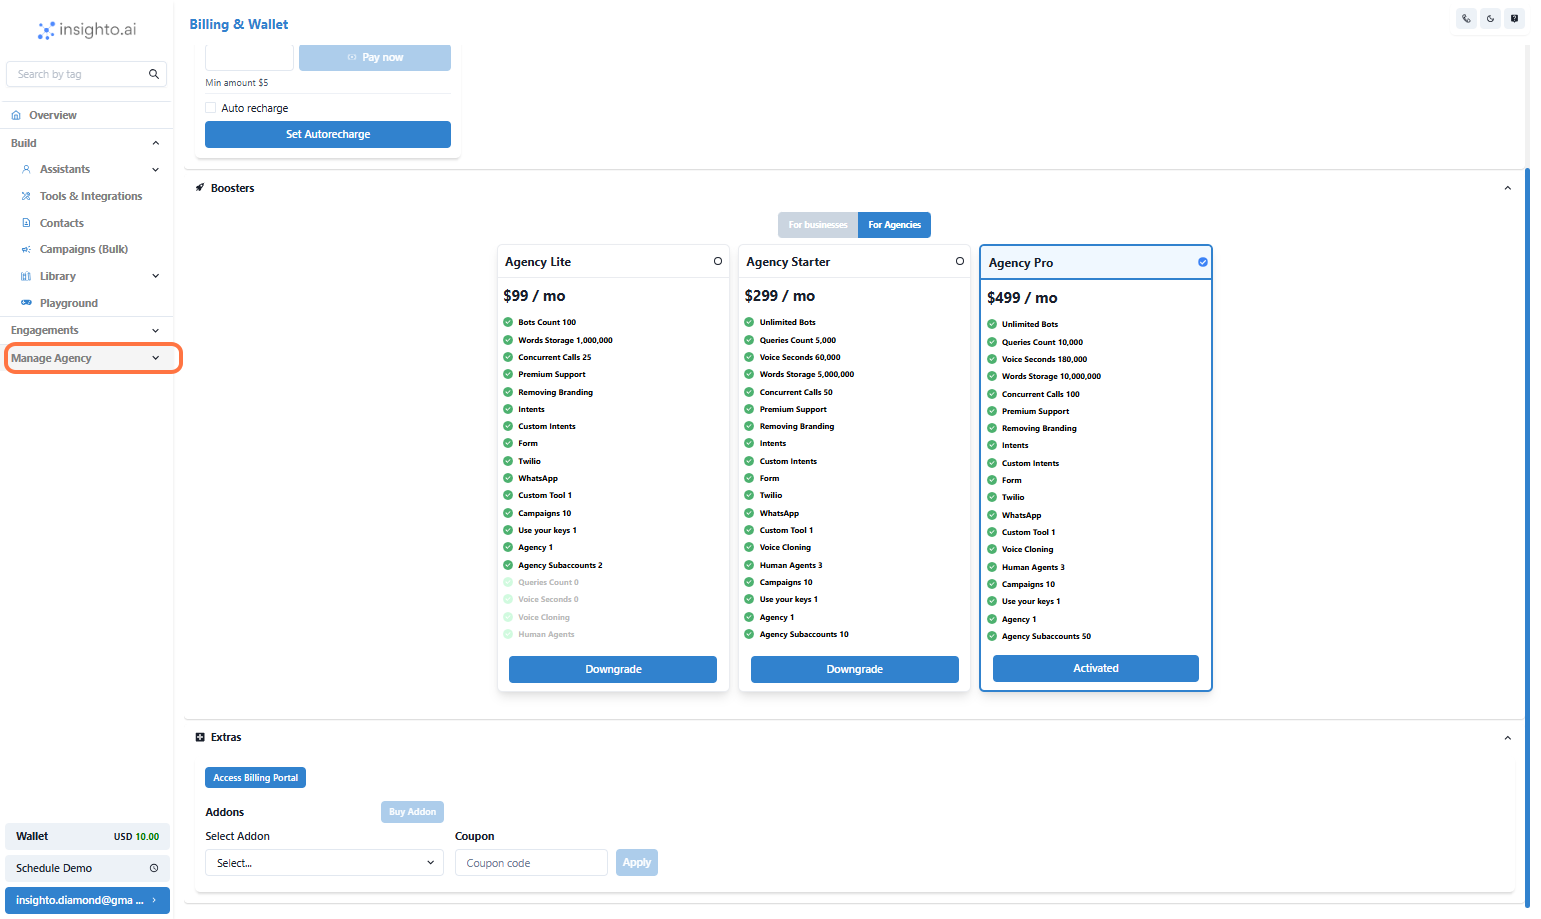 insighto.ai
Search by tag
Overview
Build
Assistants
Tools & Integrations
Contacts
Campaigns (Bulk)
Library
Playground
Engagements
Manage Agency
Wallet USD 10.00
Schedule Demo
insighto.diamond@gma ...
Billing & Wallet
Pay now
Min amount $5
Auto recharge
Set Autorecharge
Boosters
For businesses For Agencies
Agency Lite
$99 / mo
Bots Count 100
Words Storage 1,000,000
Concurrent Calls 25
Premium Support
Removing Branding
Intents
Custom Intents
Form
Twilio
WhatsApp
Custom Tool 1
Campaigns 10
Use your keys 1
Agency 1
Agency Subaccounts 2
Queries Count 0
Voice Seconds 0
Voice Cloning
Human Agents
Downgrade
Agency Starter
$299 / mo
Unlimited Bots
Queries Count 5,000
Voice Seconds 60,000
Words Storage 5,000,000
Concurrent Calls 50
Premium Support
Removing Branding
Intents
Custom Intents
Form
Twilio
WhatsApp
Custom Tool 1
Voice Cloning
Human Agents 3
Campaigns 10
Use your keys 1
Agency 1
Agency Subaccounts 10
Downgrade
Agency Pro
$499 / mo
Unlimited Bots
Queries Count 10,000
Voice Seconds 180,000
Words Storage 10,000,000
Concurrent Calls 100
Premium Support
Removing Branding
Intents
Custom Intents
Form
Twilio
WhatsApp
Custom Tool 1
Voice Cloning
Human Agents 3
Campaigns 10
Use your keys 1
Agency 1
Agency Subaccounts 50
Activated
Extras
Access Billing Portal
Addons Buy Addon
Select Addon Coupon
Select... Coupon code Apply